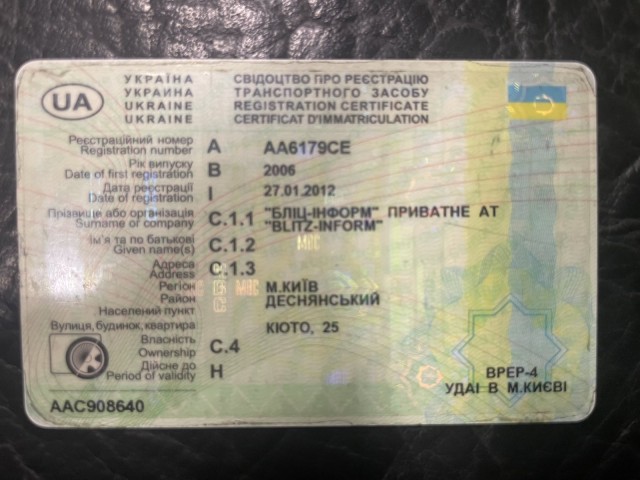 UA
УКРАЇНА
УКРАИНА
UKRAINE
UKRAINE
СВІДОЦТВО ПРО РЕЄСТРАЦІЮ
ТРАНСПОРТНОГО ЗАСОБУ
REGISTRATION CERTIFICATE
CERTIFICAT D'IMMATRICULATION
Реєстраційний номер
Registration number
A
AA6179CE
Рік випуску
Date of first registration
B
2006
Дата реєстрації
Date of registration
I
27.01.2012
Прізвище або організація
Surname of company
C.1.1
"БЛІЦ-ІНФОРМ" ПРИВАТНЕ АТ
"BLITZ-INFORM"
Ім'я та по батькові
Given name(s)
C.1.2
Адреса
Address
C.1.3
Регіон
М.КИЇВ
Район
ДЕСНЯНСЬКИЙ
Населений пункт
Вулиця, будинок, квартира
КІОТО, 25
Власність
Ownership
C.4
Дійсне до
Period of validity
H
ВРЕР-4
УДАІ В М.КИЄВІ
ААС908640